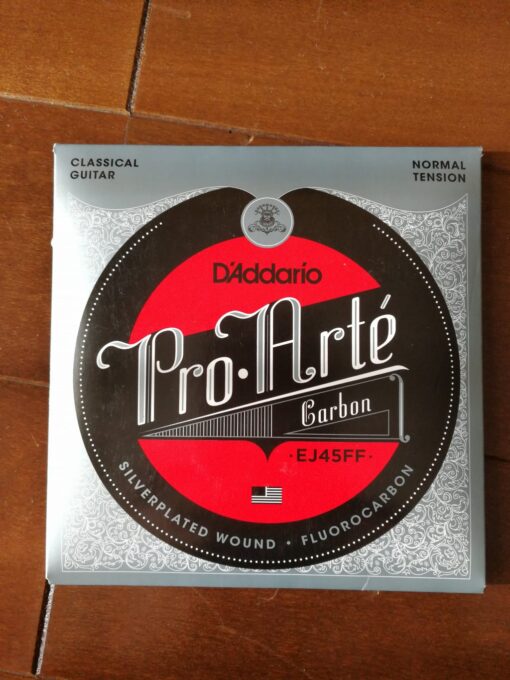 CLASSICAL
GUITAR
NORMAL
TENSION
D'Addario
Pro·Arté
Carbon
·EJ45FF·
SILVERPLATED WOUND • FLUOROCARBON